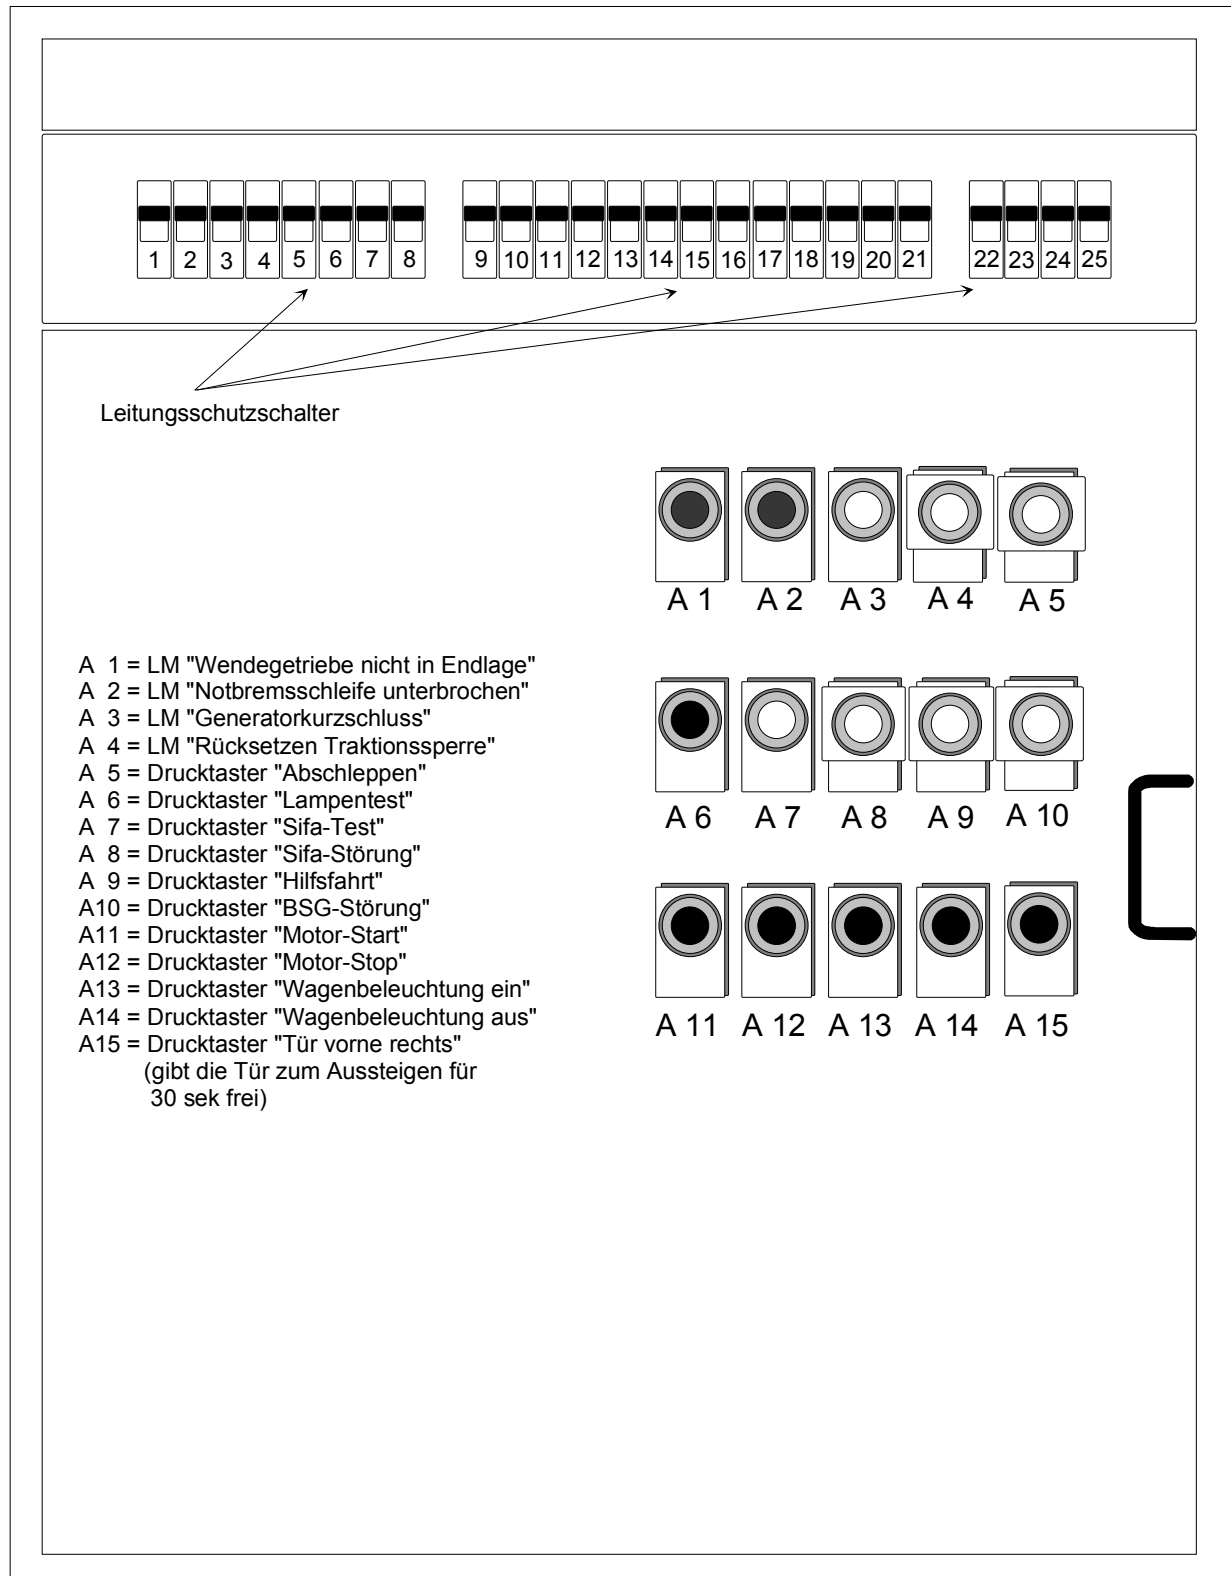 1 2 3 4 5 6 7 8 9 10 11 12 13 14 15 16 17 18 19 20 21 22 23 24 25
Leitungsschutzschalter
A 1 A 2 A 3 A 4 A 5
A 1 = LM "Wendegetriebe nicht in Endlage"
A 2 = LM "Notbremsschleife unterbrochen"
A 3 = LM "Generatorkurzschluss"
A 4 = LM "Rücksetzen Traktionssperre"
A 5 = Drucktaster "Abschleppen"
A 6 = Drucktaster "Lampentest"
A 7 = Drucktaster "Sifa-Test"
A 8 = Drucktaster "Sifa-Störung"
A 9 = Drucktaster "Hilfsfahrt"
A10 = Drucktaster "BSG-Störung"
A11 = Drucktaster "Motor-Start"
A12 = Drucktaster "Motor-Stop"
A13 = Drucktaster "Wagenbeleuchtung ein"
A14 = Drucktaster "Wagenbeleuchtung aus"
A15 = Drucktaster "Tür vorne rechts"
(gibt die Tür zum Aussteigen für
30 sek frei)
A 6 A 7 A 8 A 9 A 10
A 11 A 12 A 13 A 14 A 15